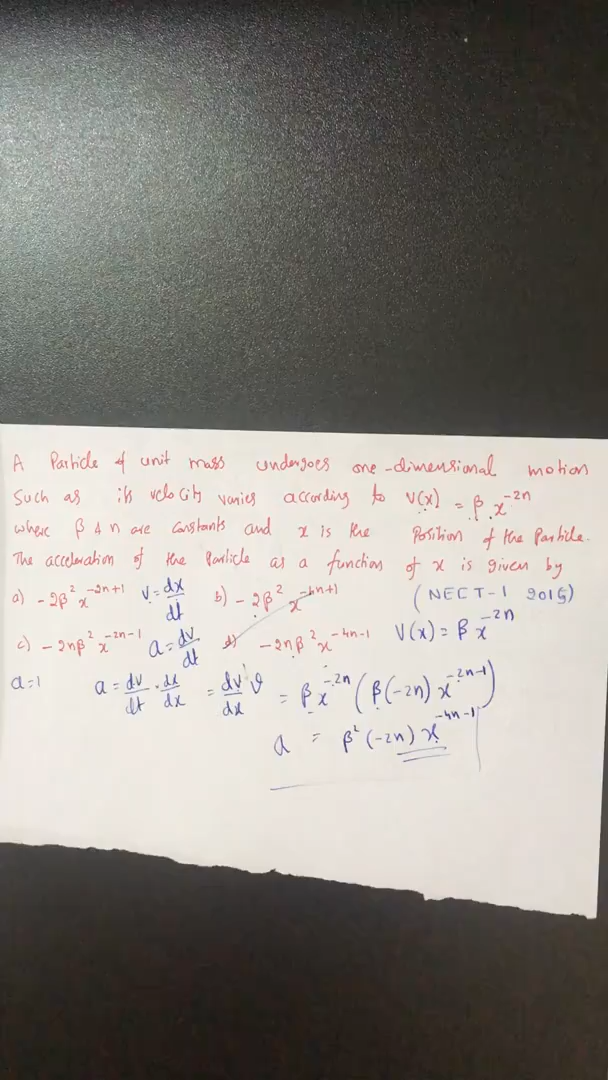 A Particle of unit mass undergoes one-dimensional motion
Such as its velocity varies according to V(x) = β x^-2n
where β & n are constants and x is the Position of the Particle.
The acceleration of the Particle as a function of x is given by
a) -2β² x^-2n+1 V = dx/dt b) -2β² x^-4n+1 (NECT-1 2015)
c) -2nβ² x^-2n-1 a = dv/dt d) -2nβ² x^-4n-1 V(x) = β x^-2n
a=1 a = dv/dt · dx/dx = dv/dx ϑ = β x^-2n (β(-2n) x^-2n-1)
a = β² (-2n) x^-4n-1